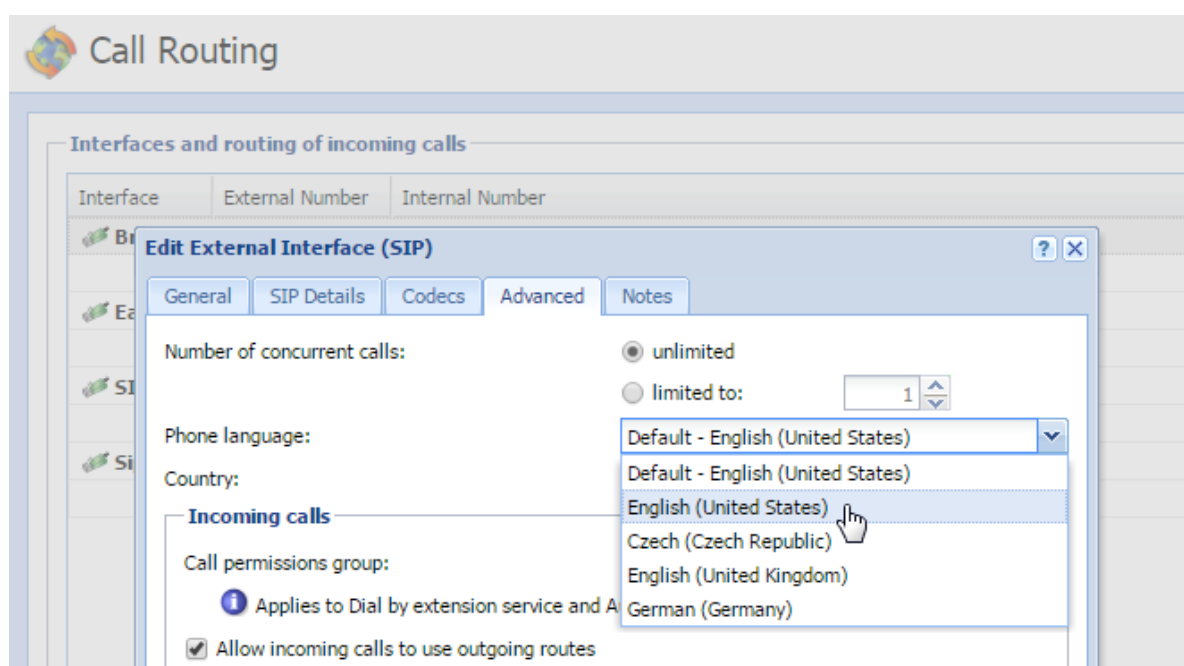 Call Routing
Interfaces and routing of incoming calls
Interface External Number Internal Number
Edit External Interface (SIP) ?
General SIP Details Codecs Advanced Notes
Number of concurrent calls: unlimited
limited to: 1
Phone language: Default - English (United States)
Default - English (United States)
Country:
English (United States)
Incoming calls
Czech (Czech Republic)
Call permissions group:
English (United Kingdom)
Applies to Dial by extension service and
German (Germany)
Allow incoming calls to use outgoing routes